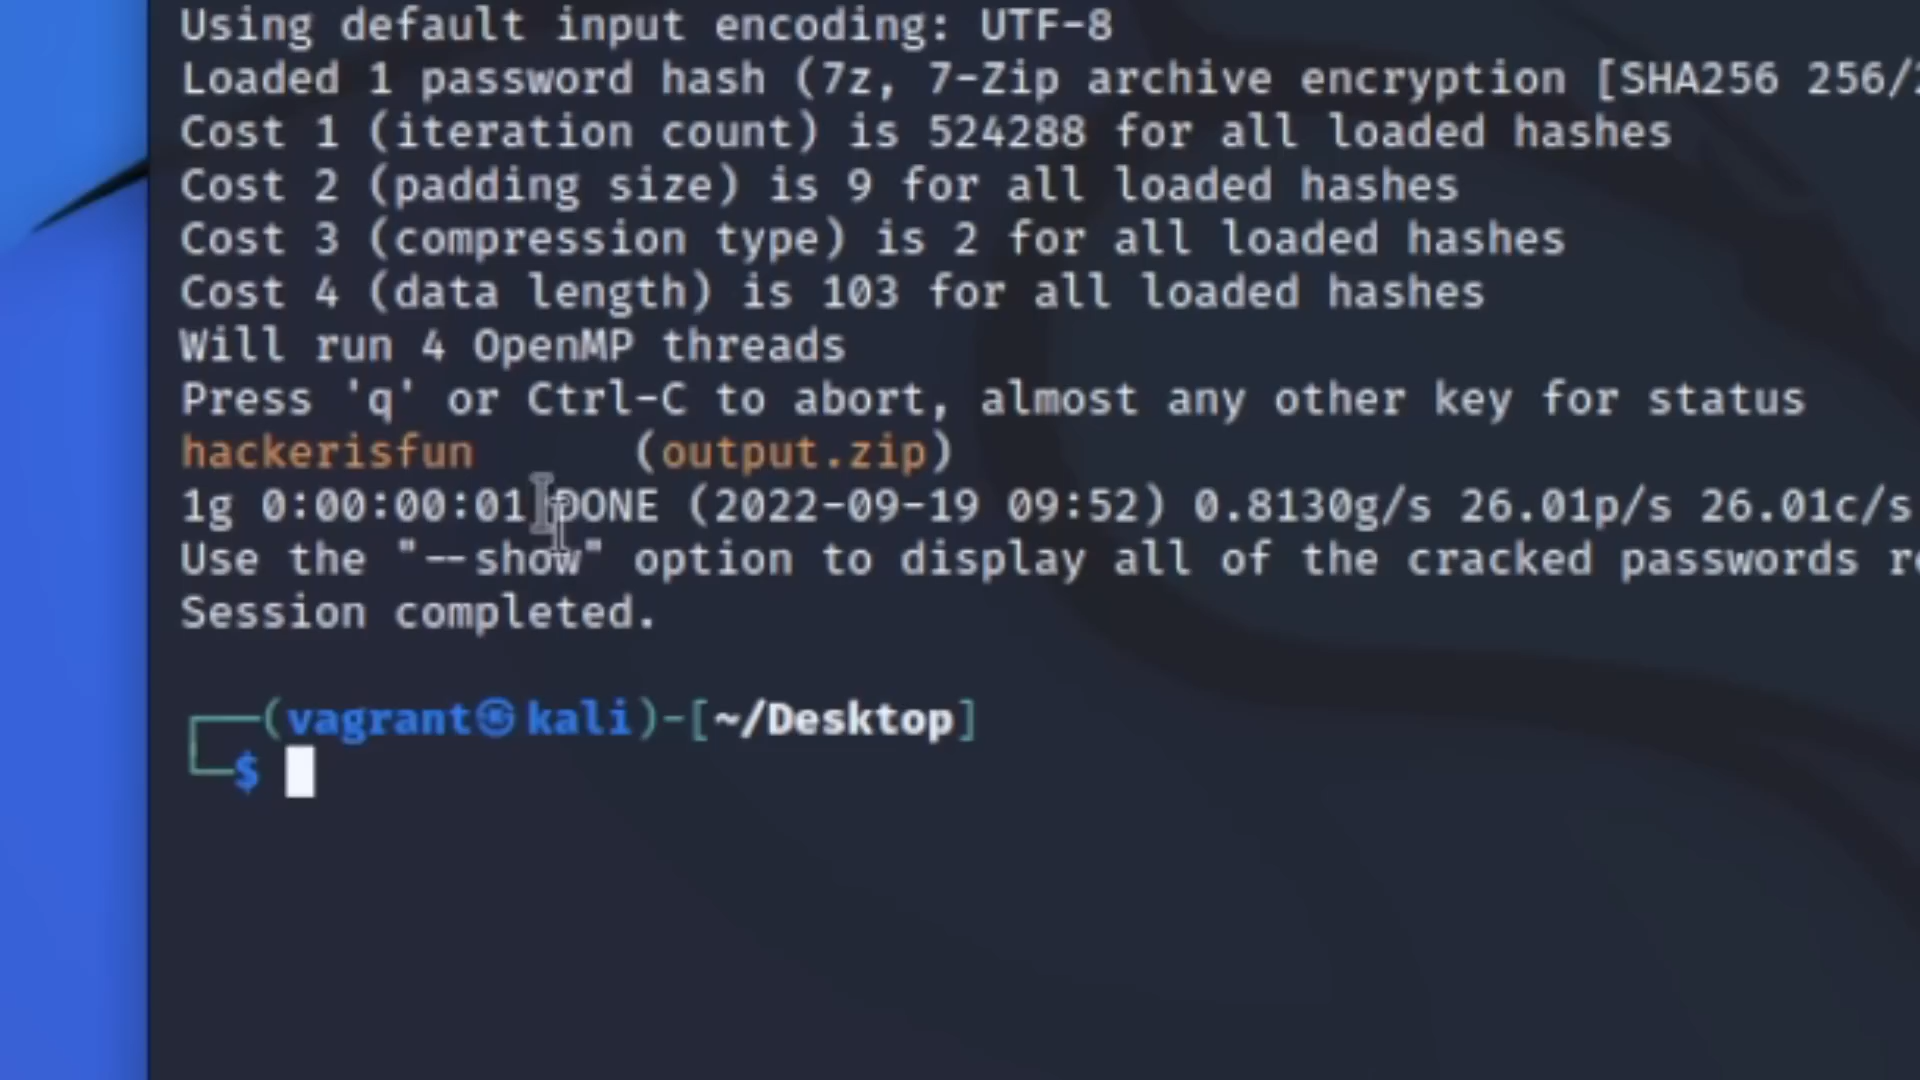 Using default input encoding: UTF-8
Loaded 1 password hash (7z, 7-Zip archive encryption [SHA256 256/
Cost 1 (iteration count) is 524288 for all loaded hashes
Cost 2 (padding size) is 9 for all loaded hashes
Cost 3 (compression type) is 2 for all loaded hashes
Cost 4 (data length) is 103 for all loaded hashes
Will run 4 OpenMP threads
Press 'q' or Ctrl-C to abort, almost any other key for status
hackerisfun      (output.zip)
1g 0:00:00:01 DONE (2022-09-19 09:52) 0.8130g/s 26.01p/s 26.01c/s
Use the "--show" option to display all of the cracked passwords
Session completed.
┌──(vagrant㉿kali)-[~/Desktop]
└─$